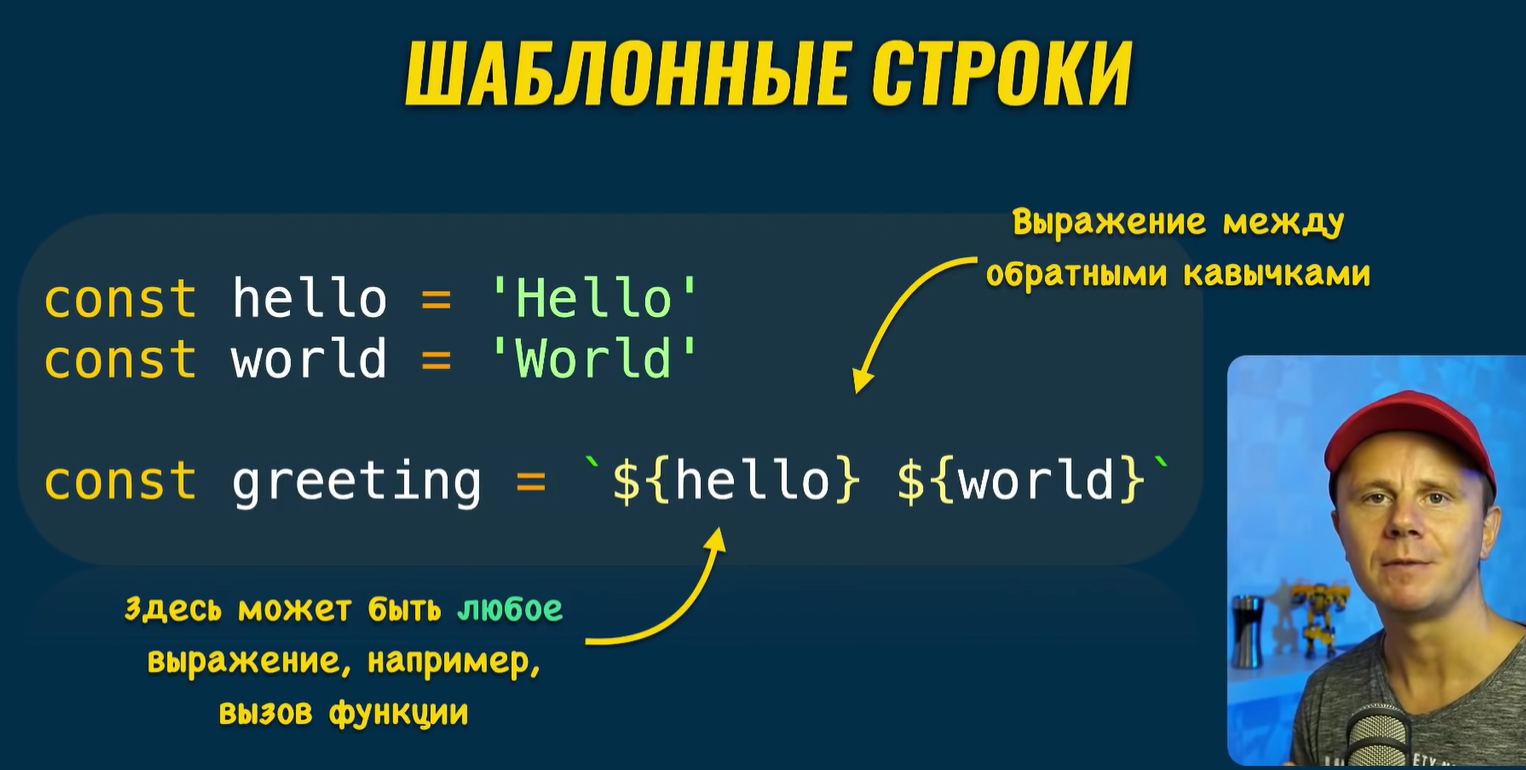 ШАБЛОННЫЕ СТРОКИ
Выражение между
обратными кавычками
const hello = 'Hello'
const world = 'World'
const greeting = `${hello} ${world}`
Здесь может быть любое
выражение, например,
вызов функции